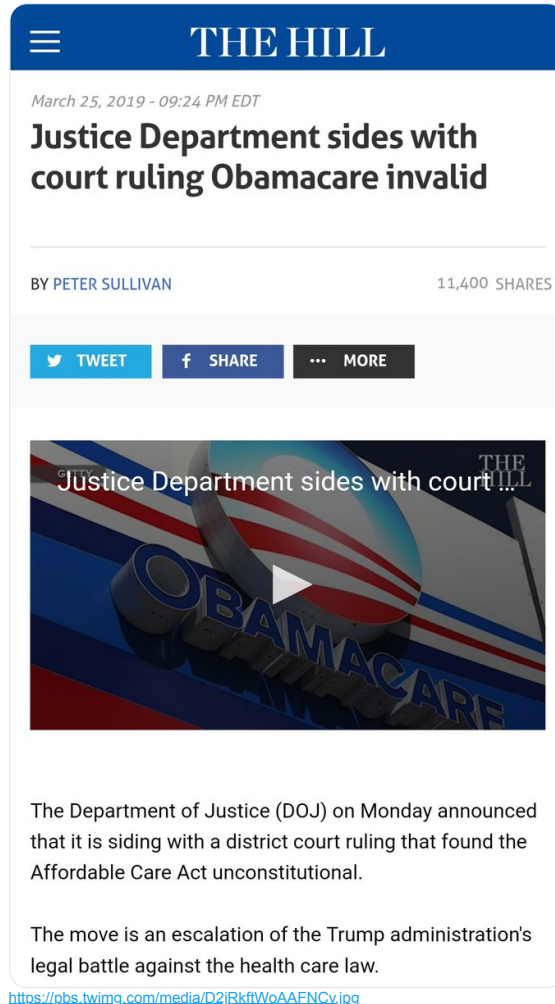 THE HILL
March 25, 2019 - 09:24 PM EDT
Justice Department sides with
court ruling Obamacare invalid
BY PETER SULLIVAN
11,400 SHARES
TWEET
SHARE
MORE
GETTY
THE
HILL
Justice Department sides with court ...
OBAMACARE
The Department of Justice (DOJ) on Monday announced
that it is siding with a district court ruling that found the
Affordable Care Act unconstitutional.
The move is an escalation of the Trump administration's
legal battle against the health care law.
https://pbs.twimg.com/media/D2jRkftWoAAFNCv.jpg